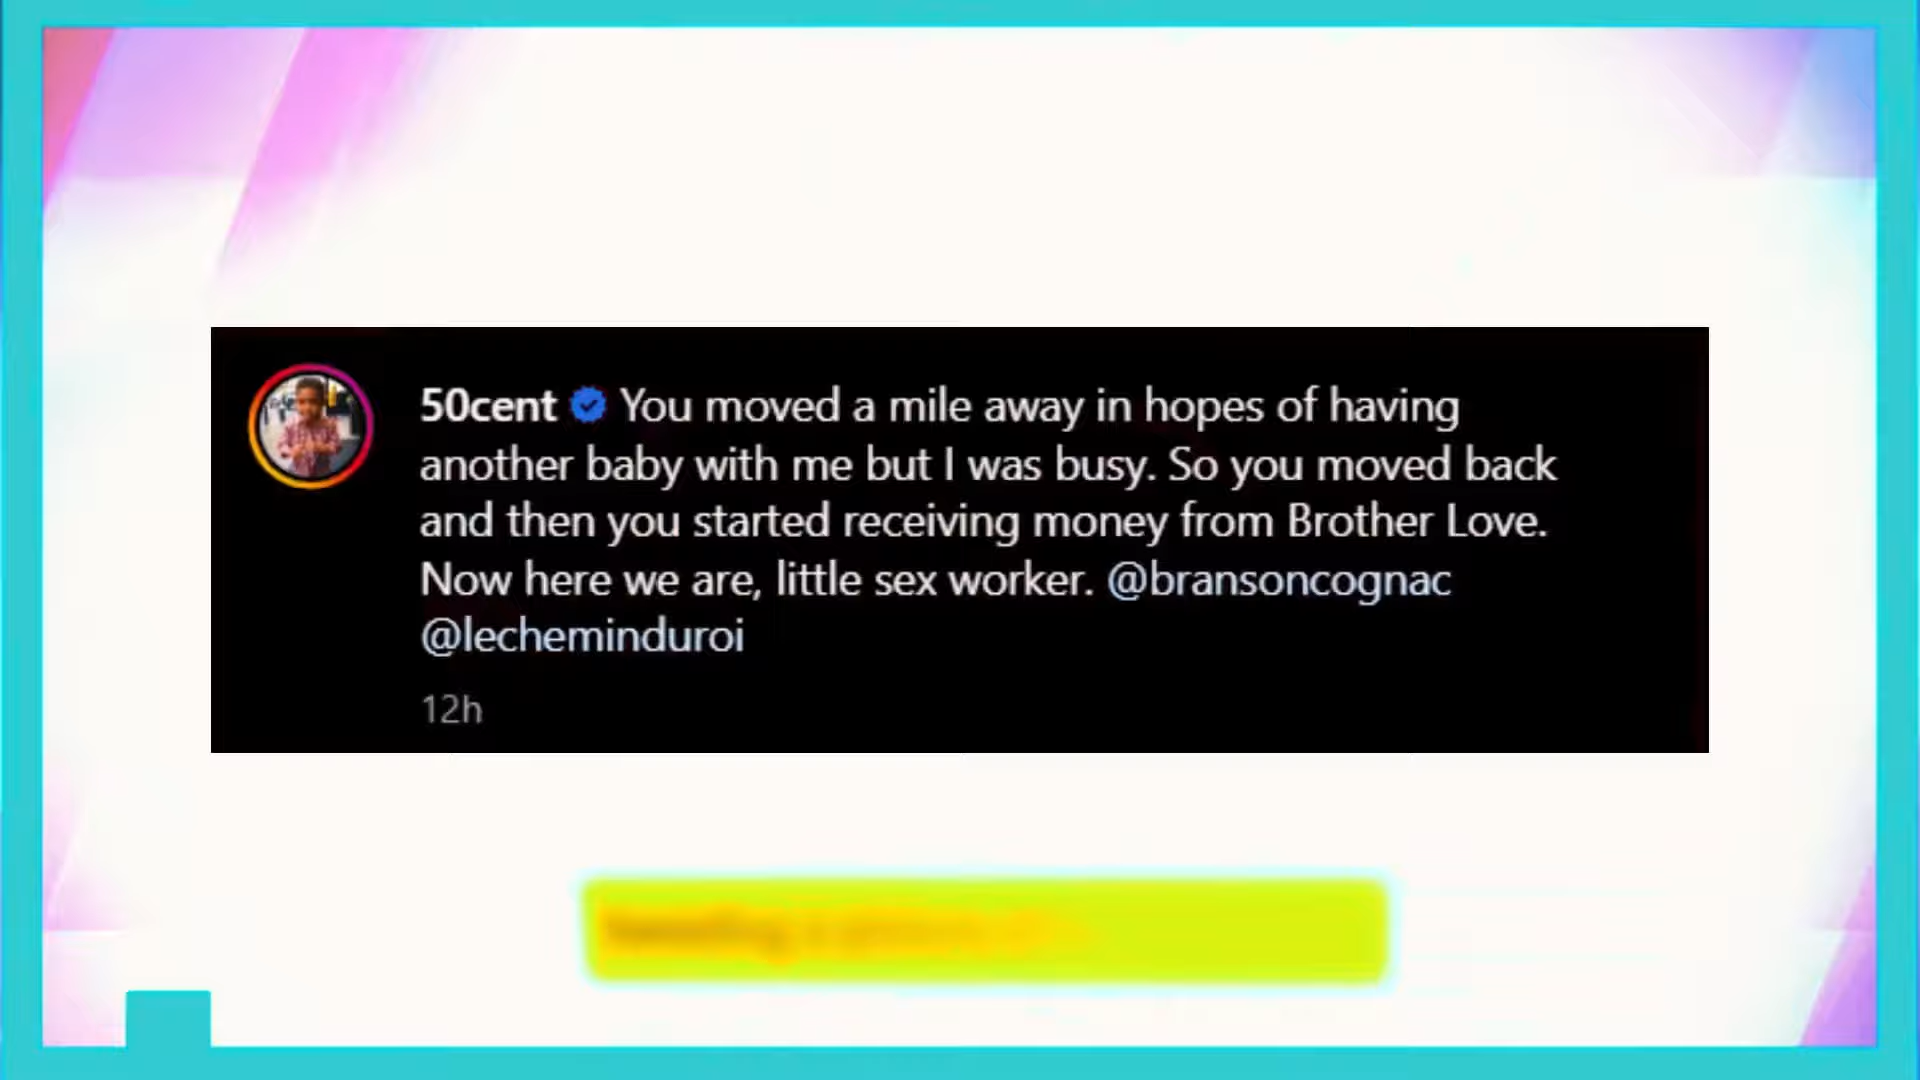 50cent You moved a mile away in hopes of having
another baby with me but I was busy. So you moved back
and then you started receiving money from Brother Love.
Now here we are, little sex worker. @bransoncognac
@lecheminduroi
12h